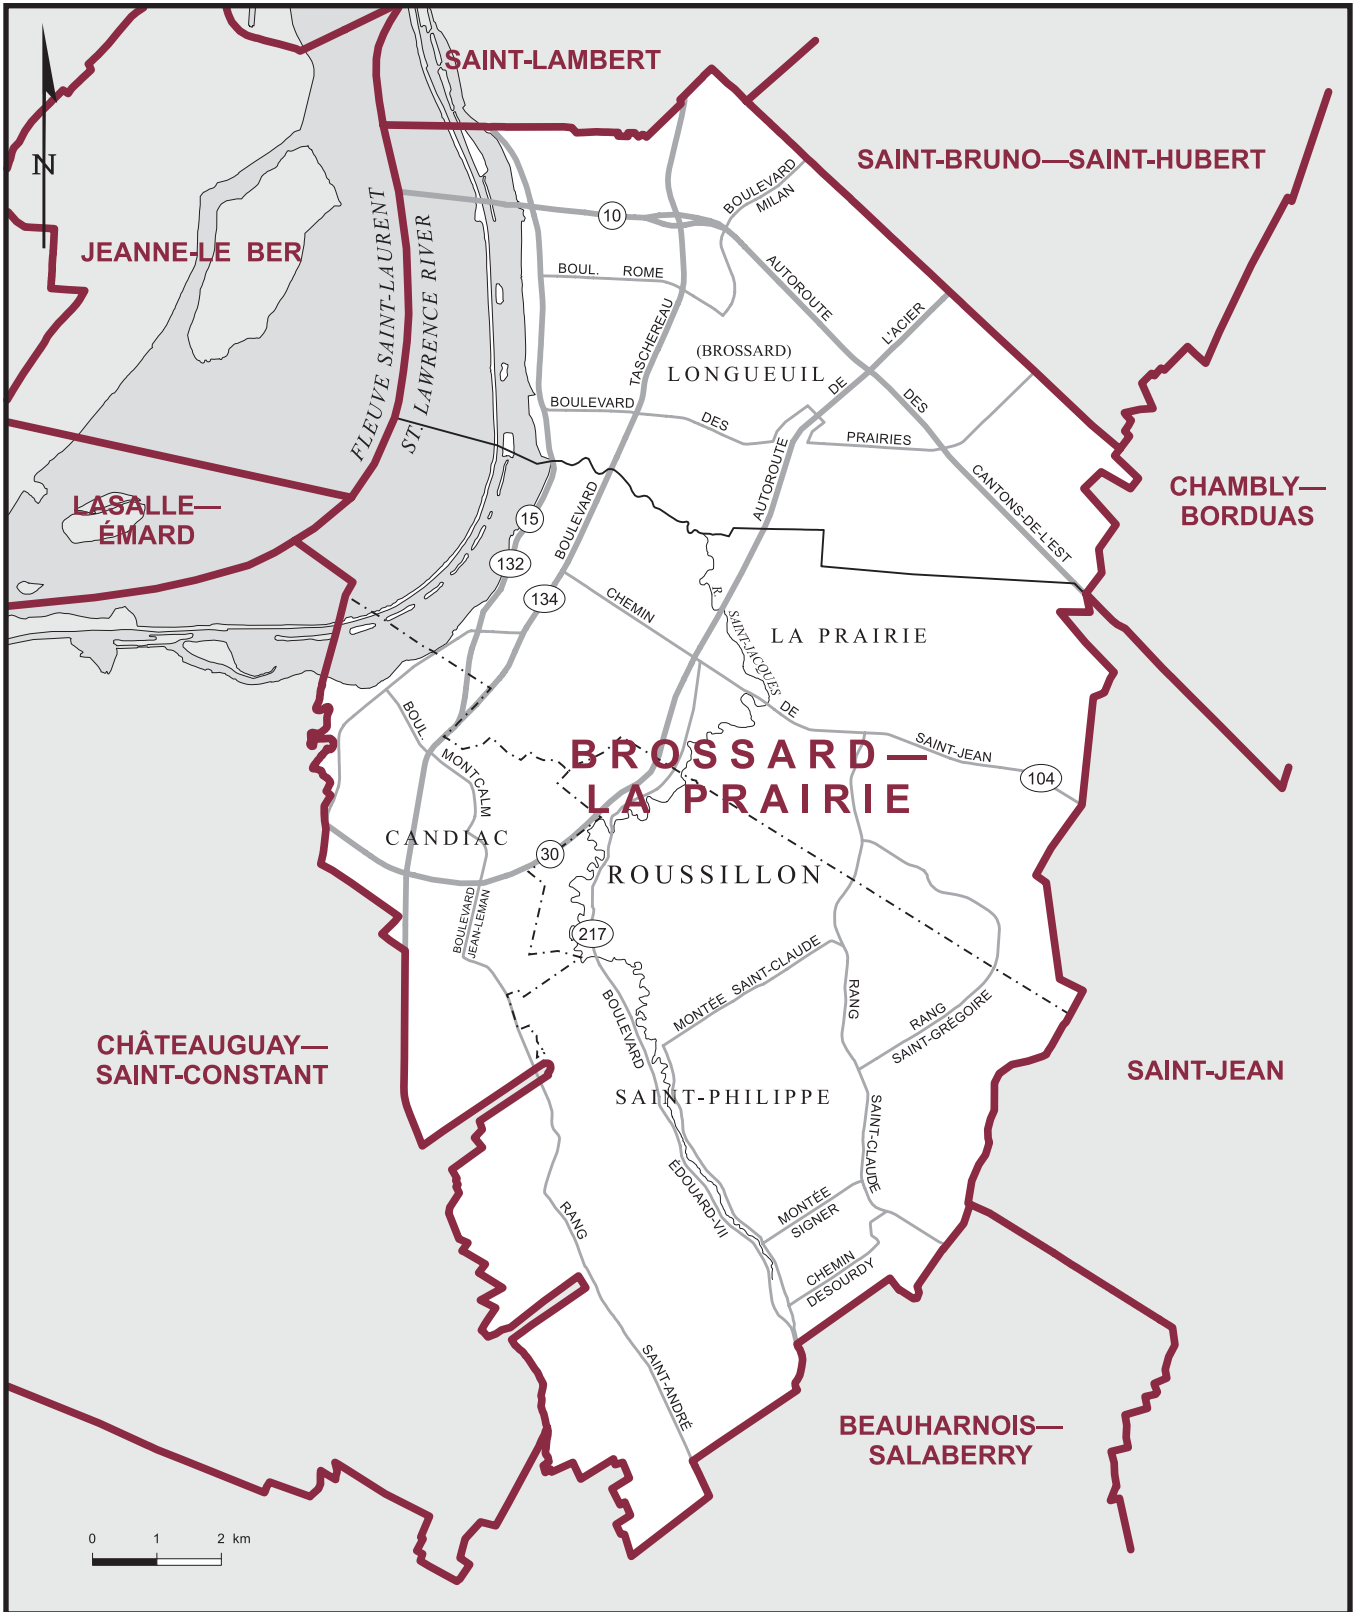 SAINT-LAMBERT
SAINT-BRUNO—SAINT-HUBERT
N
JEANNE-LE BER
FLEUVE SAINT-LAURENT
ST. LAWRENCE RIVER
10
BOULEVARD
MILAN
BOUL. ROME
AUTOROUTE
DES
CANTONS-DE-L'EST
TASCHEREAU
BOULEVARD
(BROSSARD)
LONGUEUIL
AUTOROUTE
DE
L'ACIER
BOULEVARD
DES
PRAIRIES
LASALLE—
ÉMARD
CHAMBLY—
BORDUAS
15
132
134
CHEMIN
DE
SAINT-JEAN
104
R.
SAINT-JACQUES
LA PRAIRIE
BOUL.
MONTCALM
BROSSARD—
LA PRAIRIE
CANDIAC
30
ROUSSILLON
BOULEVARD
JEAN-LEMAN
217
MONTÉE SAINT-CLAUDE
RANG
SAINT-CLAUDE
RANG
SAINT-GRÉGOIRE
BOULEVARD
ÉDOUARD-VII
CHÂTEAUGUAY—
SAINT-CONSTANT
SAINT-JEAN
SAINT-PHILIPPE
MONTÉE
SIGNER
RANG
SAINT-ANDRÉ
CHEMIN
DESOURDY
BEAUHARNOIS—
SALABERRY
0 1 2 km